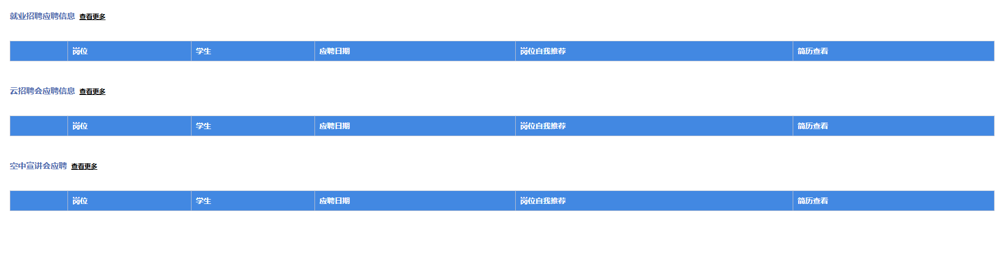 就业招聘应聘信息 查看更多
岗位 学生 应聘日期 岗位自我推荐 简历查看
云招聘会应聘信息 查看更多
岗位 学生 应聘日期 岗位自我推荐 简历查看
空中宣讲会应聘 查看更多
岗位 学生 应聘日期 岗位自我推荐 简历查看